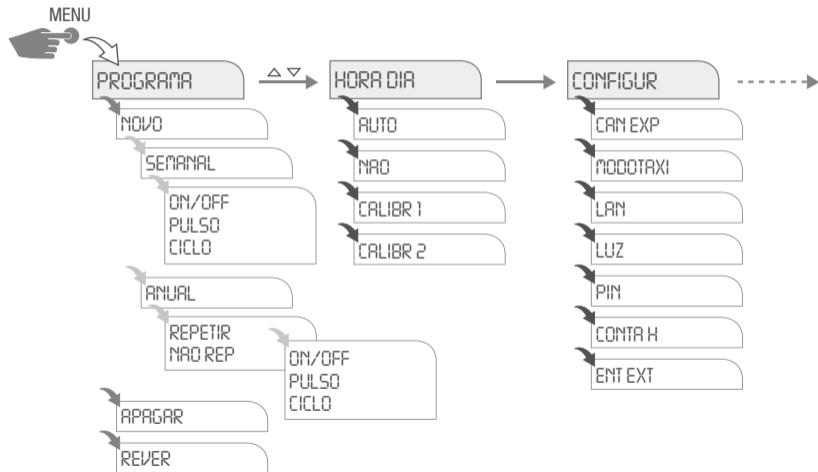 MENU
PROGRAMA
NOVO
SEMANAL
ON/OFF
PULSO
CICLO
ANUAL
REPETIR
NAO REP
ON/OFF
PULSO
CICLO
APAGAR
REVER
HORA DIA
AUTO
NAO
CALIBR 1
CALIBR 2
CONFIGUR
CAN EXP
MODOTAXI
LAN
LUZ
PIN
CONTA H
ENT EXT